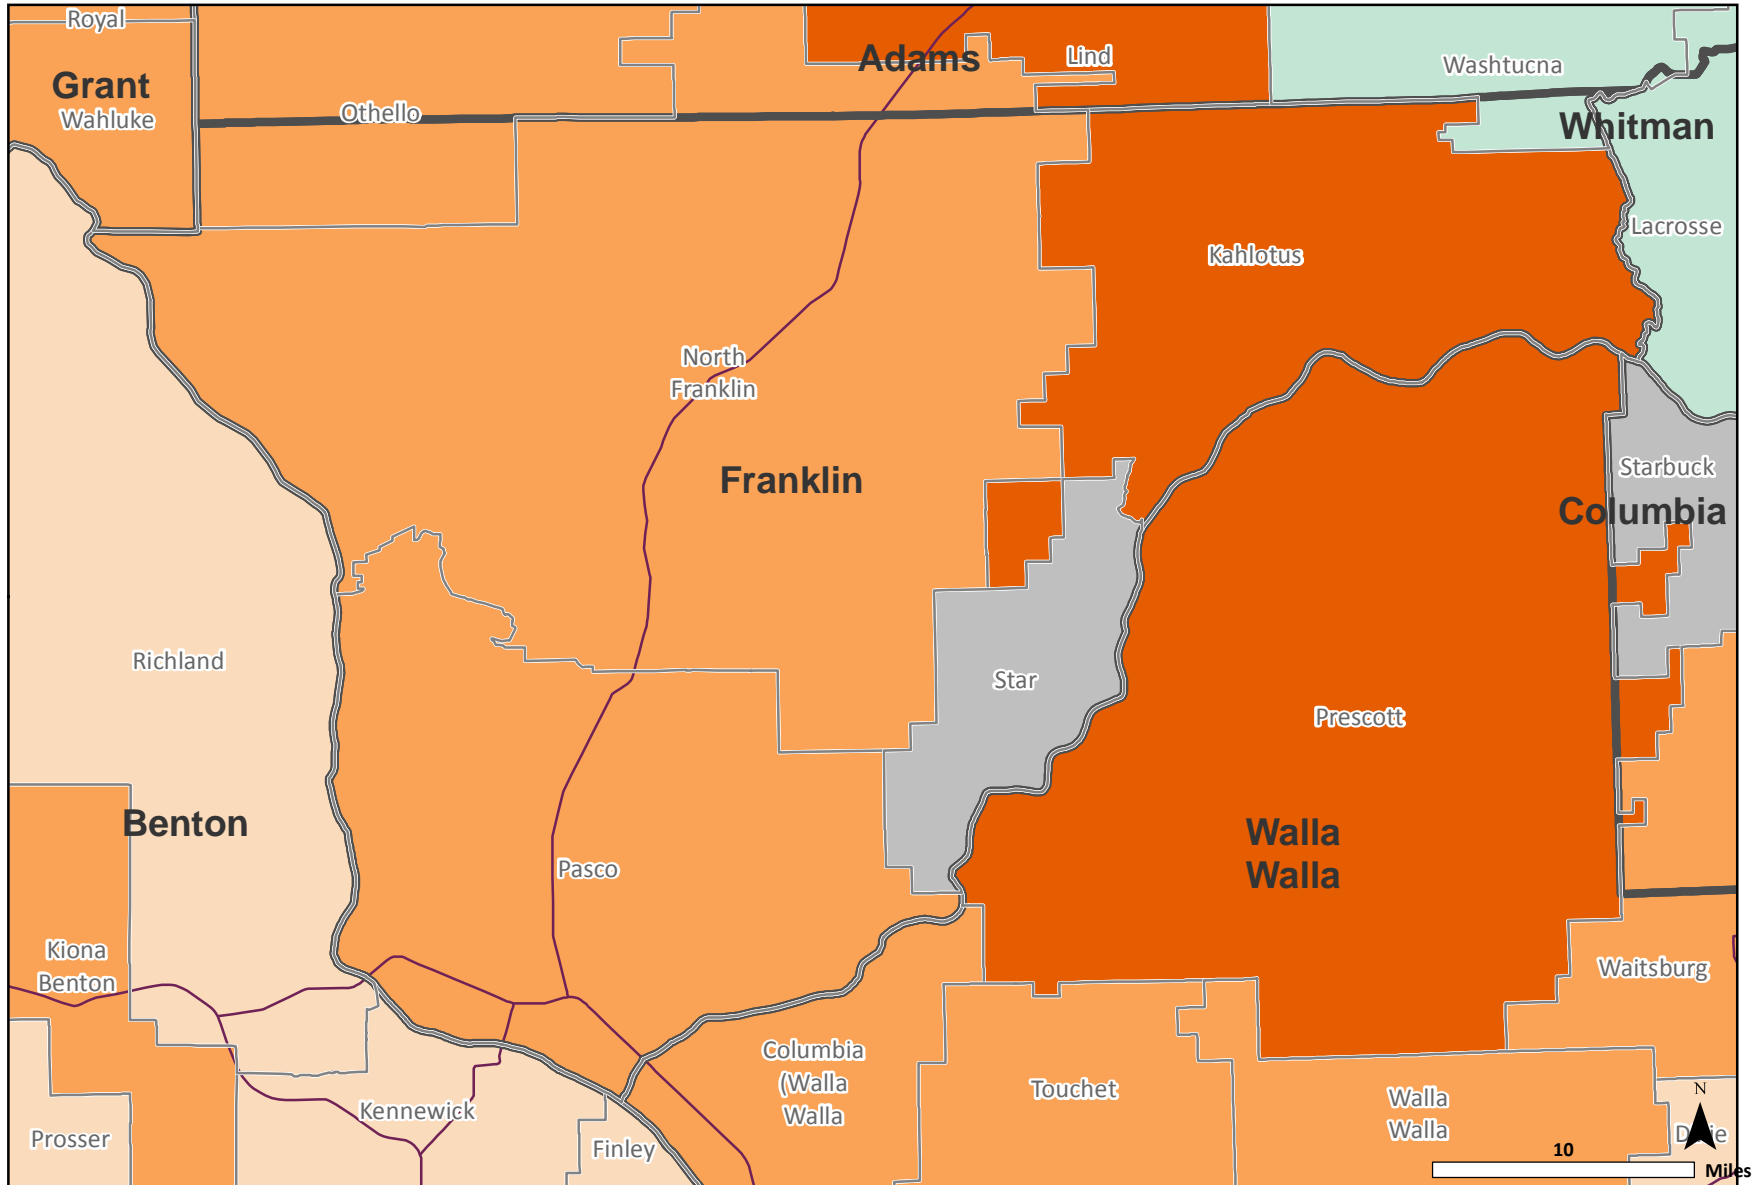 Royal
Grant
Wahluke
Othello
Adams
Lind
Washtucna
Whitman
Lacrosse
Kahlotus
North
Franklin
Franklin
Starbuck
Columbia
Richland
Star
Prescott
Benton
Walla
Walla
Pasco
Kiona
Benton
Waitsburg
Columbia
(Walla
Walla
Touchet
Walla
Walla
Kennewick
Prosser
Finley
N
10
Miles